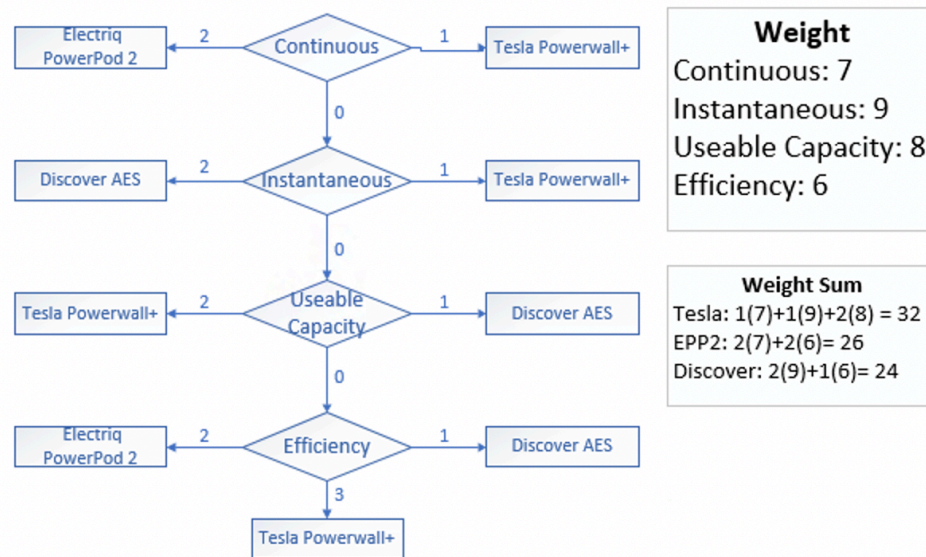 Electriq
PowerPod 2
2
Continuous
1
Tesla Powerwall+
0
Discover AES
2
Instantaneous
1
Tesla Powerwall+
0
Tesla Powerwall+
2
Useable
Capacity
1
Discover AES
0
Electriq
PowerPod 2
2
Efficiency
1
Discover AES
3
Tesla Powerwall+
Weight
Continuous: 7
Instantaneous: 9
Useable Capacity: 8
Efficiency: 6
Weight Sum
Tesla: 1(7)+1(9)+2(8) = 32
EPP2: 2(7)+2(6)= 26
Discover: 2(9)+1(6)= 24